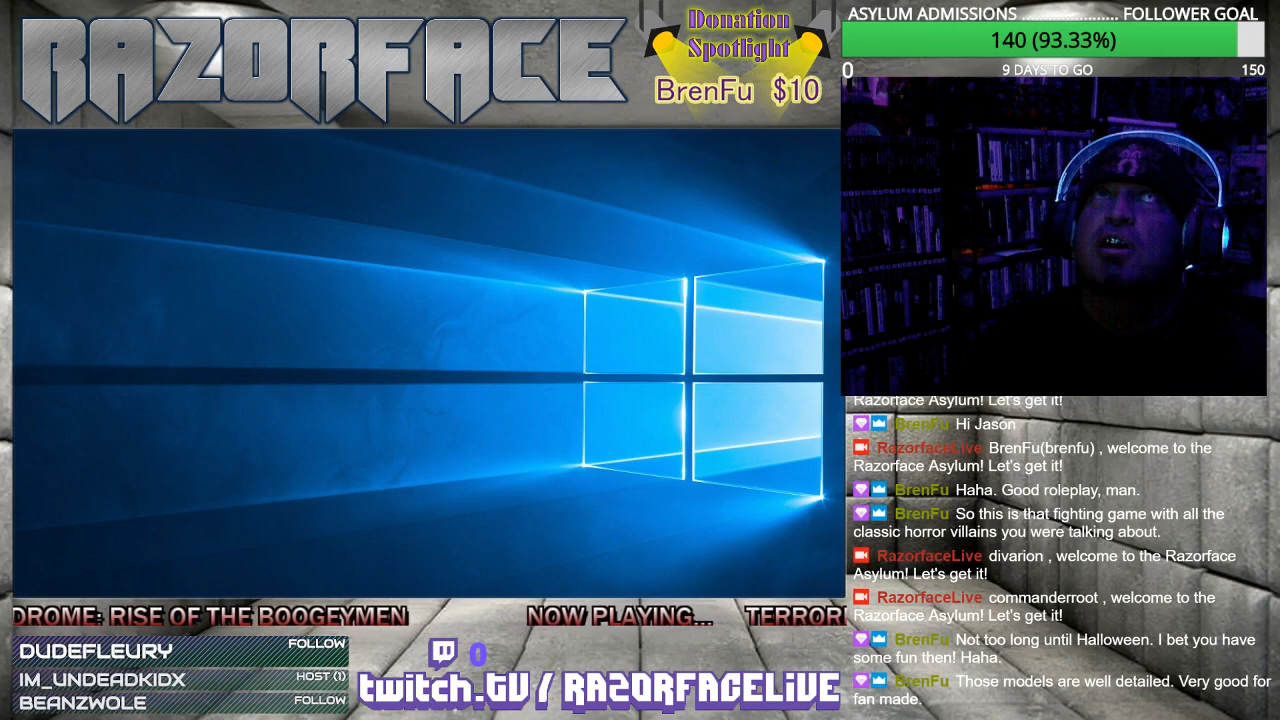 RAZORFACE
Donation
Spotlight
BrenFu $10
ASYLUM ADMISSIONS ..................... FOLLOWER GOAL
140 (93.33%)
0
9 DAYS TO GO
150
Razorface Asylum! Let's get it!
BrenFu Hi Jason
RazorfaceLive BrenFu(brenfu) , welcome to the
Razorface Asylum! Let's get it!
BrenFu Haha. Good roleplay, man.
BrenFu So this is that fighting game with all the
classic horror villains you were talking about.
RazorfaceLive divarion , welcome to the Razorface
Asylum! Let's get it!
RazorfaceLive commanderroot , welcome to the
Razorface Asylum! Let's get it!
BrenFu Not too long until Halloween. I bet you have
some fun then! Haha.
BrenFu Those models are well detailed. Very good for
fan made.
DROME: RISE OF THE BOOGEYMEN NOW PLAYING... TERROR
DUDEFLEURY FOLLOW
IM_UNDEADKIDX HOST (1)
BEANZWOLE FOLLOW
0
twitch.TV / RAZORFACELIVE